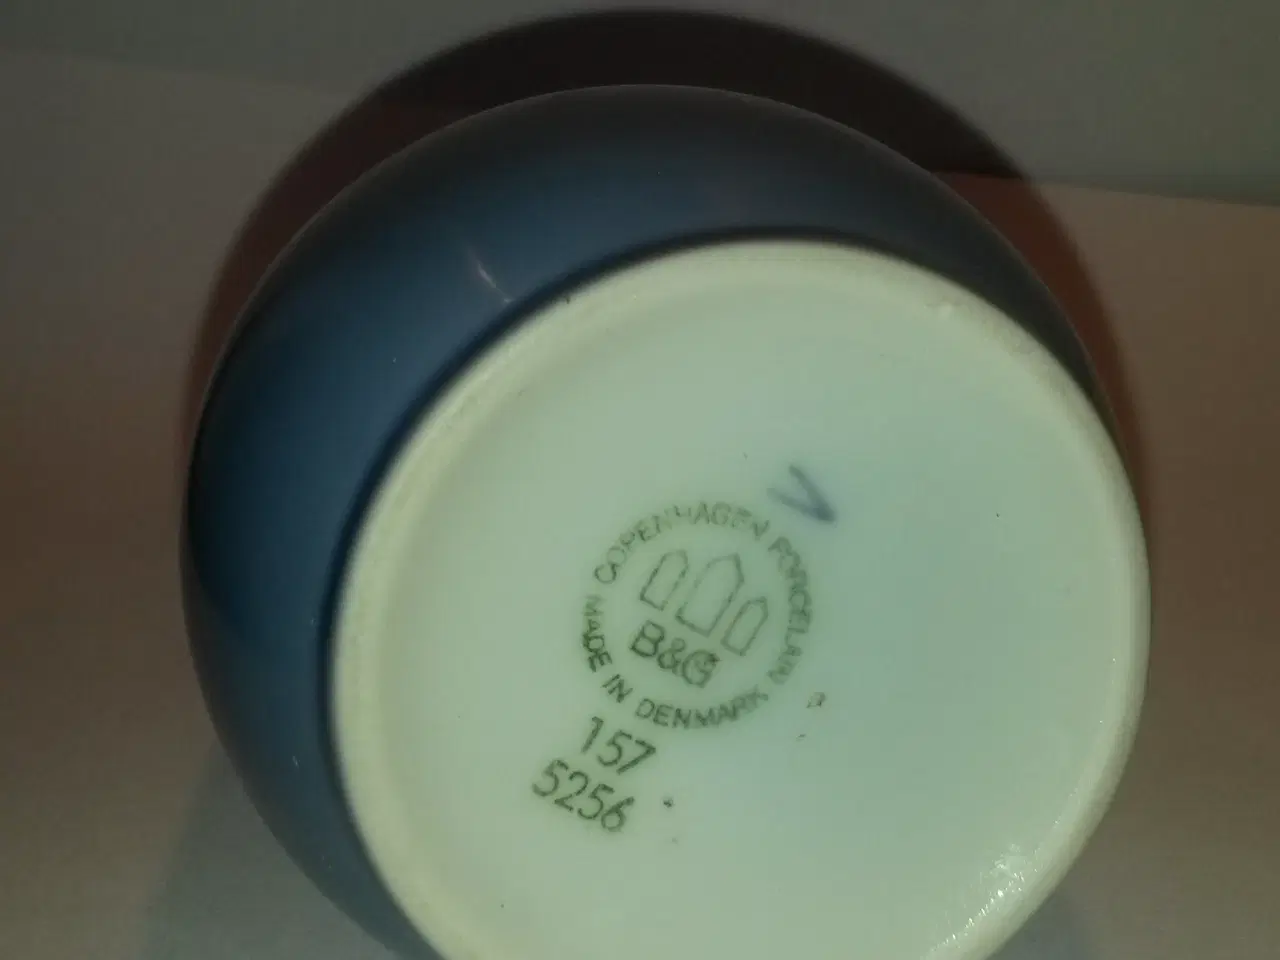 V
COPENHAGEN PORCELAIN
B&G
MADE IN DENMARK
157
5256